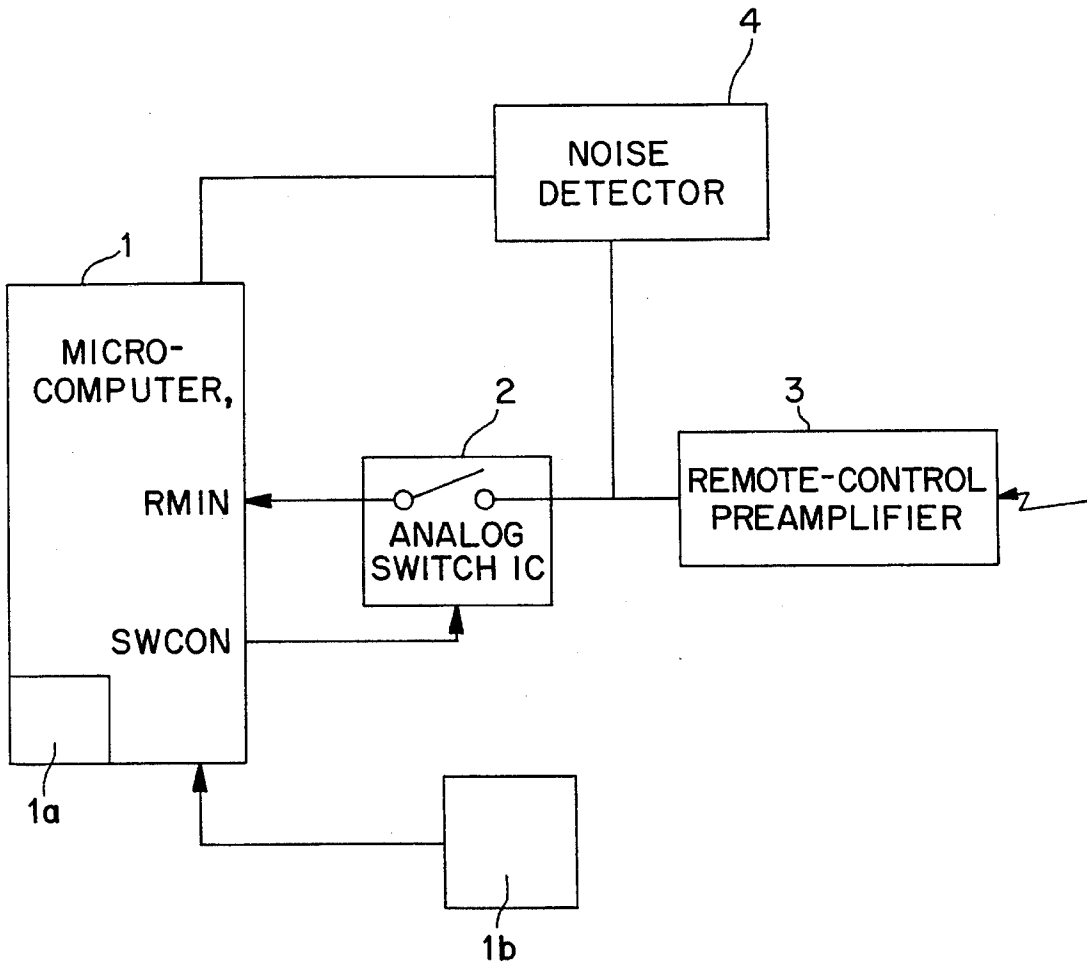 4
NOISE
DETECTOR
1
MICRO-
COMPUTER,
2
3
RMIN
ANALOG
SWITCH IC
REMOTE-CONTROL
PREAMPLIFIER
SWCON
1a
1b